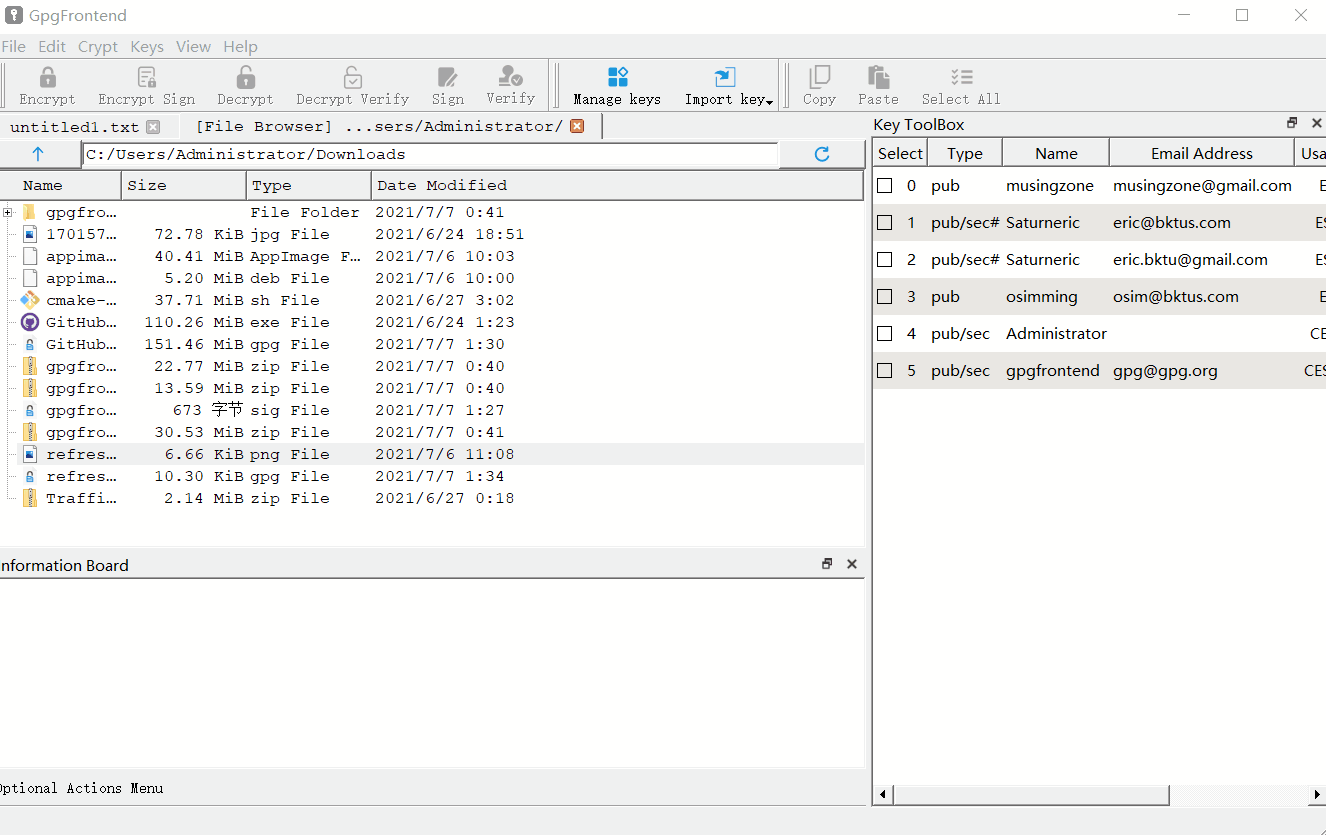 GpgFrontend
File Edit Crypt Keys View Help
Encrypt Encrypt Sign Decrypt Decrypt Verify Sign Verify Manage keys Import key Copy Paste Select All
untitled1.txt [File Browser] ...sers/Administrator/
C:/Users/Administrator/Downloads
Name Size Type Date Modified
gpgfro... File Folder 2021/7/7 0:41
170157... 72.78 KiB jpg File 2021/6/24 18:51
appima... 40.41 MiB AppImage F... 2021/7/6 10:03
appima... 5.20 MiB deb File 2021/7/6 10:00
cmake-... 37.71 MiB sh File 2021/6/27 3:02
GitHub... 110.26 MiB exe File 2021/6/24 1:23
GitHub... 151.46 MiB gpg File 2021/7/7 1:30
gpgfro... 22.77 MiB zip File 2021/7/7 0:40
gpgfro... 13.59 MiB zip File 2021/7/7 0:40
gpgfro... 673 字节 sig File 2021/7/7 1:27
gpgfro... 30.53 MiB zip File 2021/7/7 0:41
refres... 6.66 KiB png File 2021/7/6 11:08
refres... 10.30 KiB gpg File 2021/7/7 1:34
Traffi... 2.14 MiB zip File 2021/6/27 0:18
nformation Board
Optional Actions Menu
Key ToolBox
Select Type Name Email Address Usa
0 pub musingzone musingzone@gmail.com E
1 pub/sec# Saturneric eric@bktus.com ES
2 pub/sec# Saturneric eric.bktu@gmail.com ES
3 pub osimming osim@bktus.com E
4 pub/sec Administrator CE
5 pub/sec gpgfrontend gpg@gpg.org CES